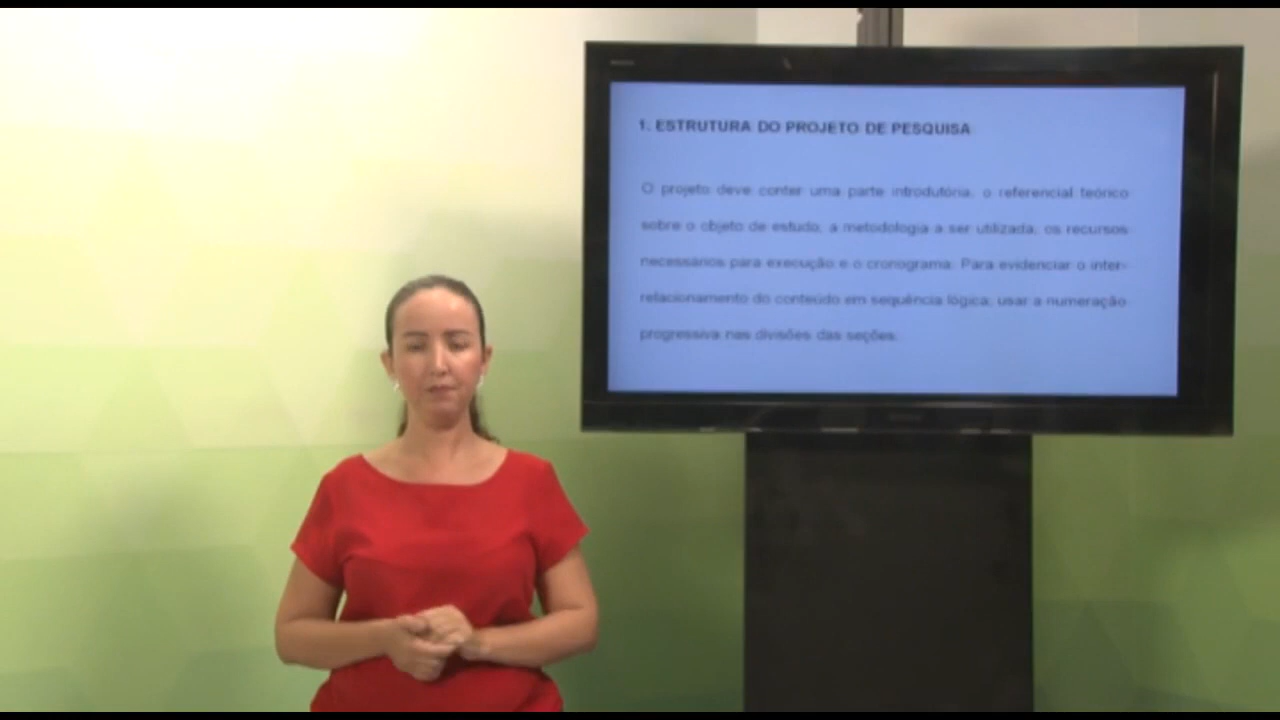 1. ESTRUTURA DO PROJETO DE PESQUISA
O projeto deve conter uma parte introdutória, o referencial teórico
sobre o objeto de estudo, a metodologia a ser utilizada, os recursos
necessários para execução e o cronograma. Para evidenciar o inter-
relacionamento do conteúdo em sequência lógica; usar a numeração
progressiva nas divisões das seções.